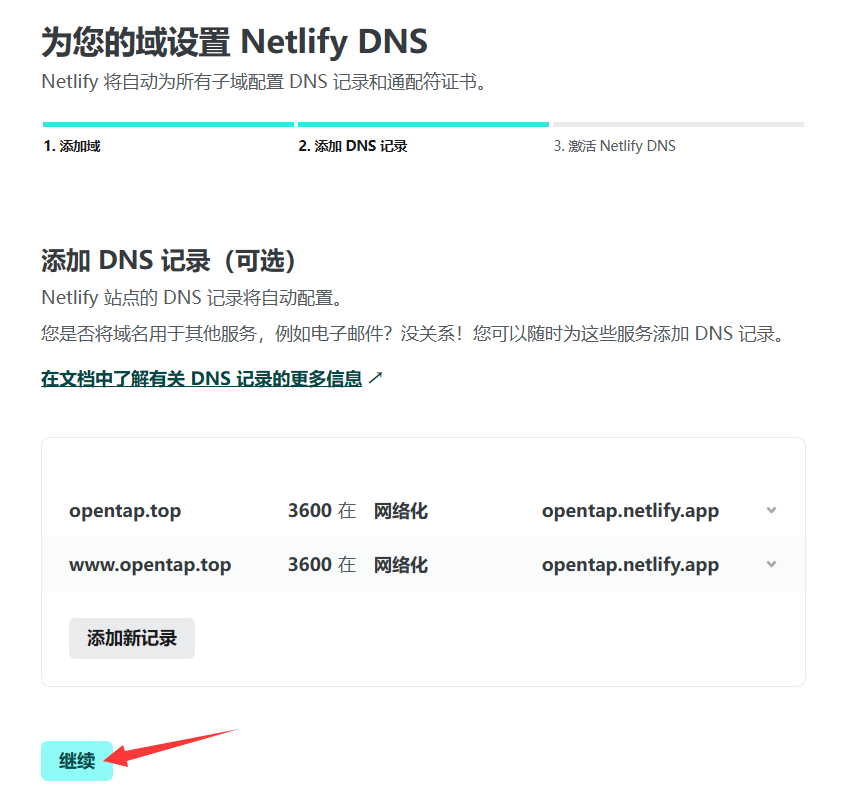 为您的域设置 Netlify DNS
Netlify 将自动为所有子域配置 DNS 记录和通配符证书。
1. 添加域
2. 添加 DNS 记录
3. 激活 Netlify DNS
添加 DNS 记录（可选）
Netlify 站点的 DNS 记录将自动配置。
您是否将域名用于其他服务，例如电子邮件？没关系！您可以随时为这些服务添加 DNS 记录。
在文档中了解有关 DNS 记录的更多信息 ↗
opentap.top 3600 在 网络化 opentap.netlify.app
www.opentap.top 3600 在 网络化 opentap.netlify.app
添加新记录
继续